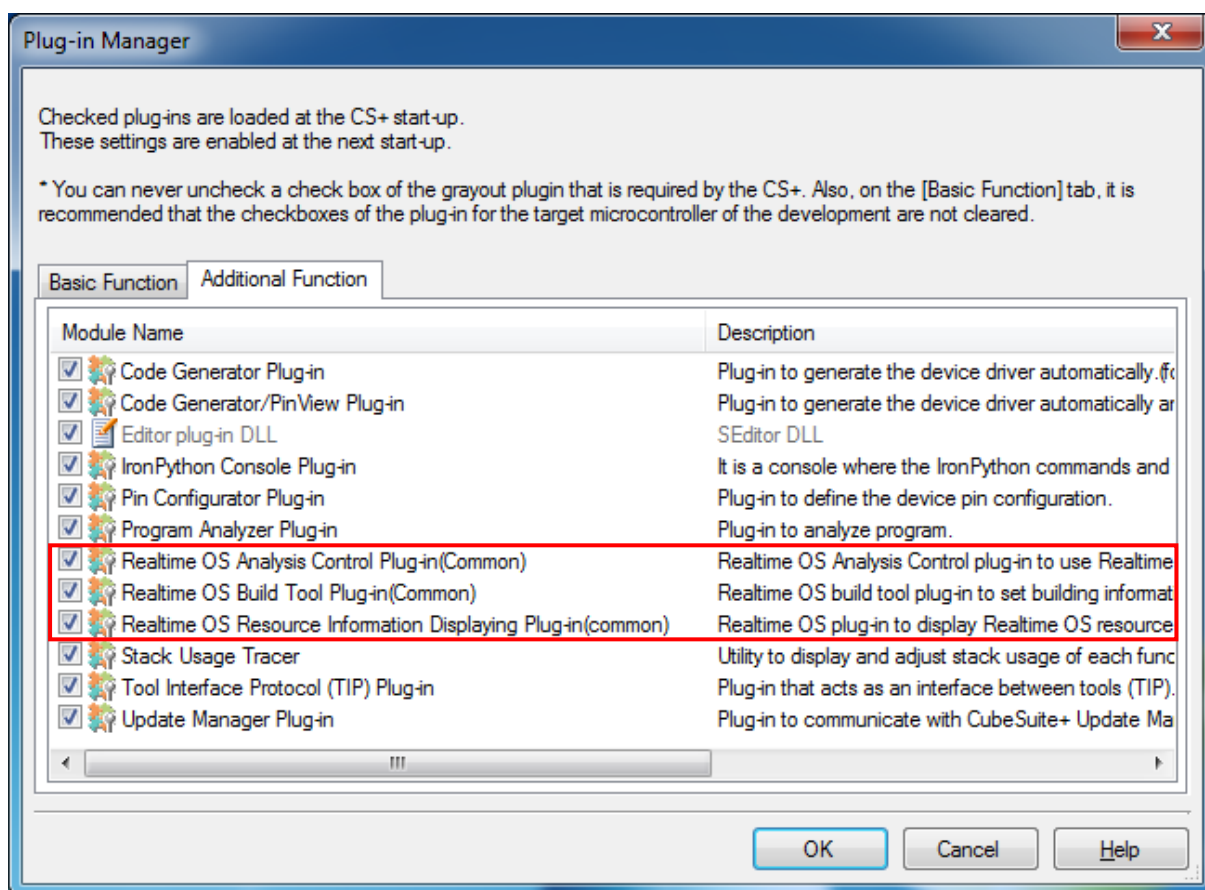 Plug-in Manager
Checked plug-ins are loaded at the CS+ start-up.
These settings are enabled at the next start-up.
* You can never uncheck a check box of the grayout plugin that is required by the CS+. Also, on the [Basic Function] tab, it is
recommended that the checkboxes of the plug-in for the target microcontroller of the development are not cleared.
Basic Function Additional Function
Module Name Description
Code Generator Plug-in Plug-in to generate the device driver automatically.(fo
Code Generator/PinView Plug-in Plug-in to generate the device driver automatically an
Editor plug-in DLL SEditor DLL
IronPython Console Plug-in It is a console where the IronPython commands and
Pin Configurator Plug-in Plug-in to define the device pin configuration.
Program Analyzer Plug-in Plug-in to analyze program.
Realtime OS Analysis Control Plug-in(Common) Realtime OS Analysis Control plug-in to use Realtime
Realtime OS Build Tool Plug-in(Common) Realtime OS build tool plug-in to set building informat
Realtime OS Resource Information Displaying Plug-in(common) Realtime OS plug-in to display Realtime OS resource
Stack Usage Tracer Utility to display and adjust stack usage of each func
Tool Interface Protocol (TIP) Plug-in Plug-in that acts as an interface between tools (TIP).
Update Manager Plug-in Plug-in to communicate with CubeSuite+ Update Ma
OK Cancel Help